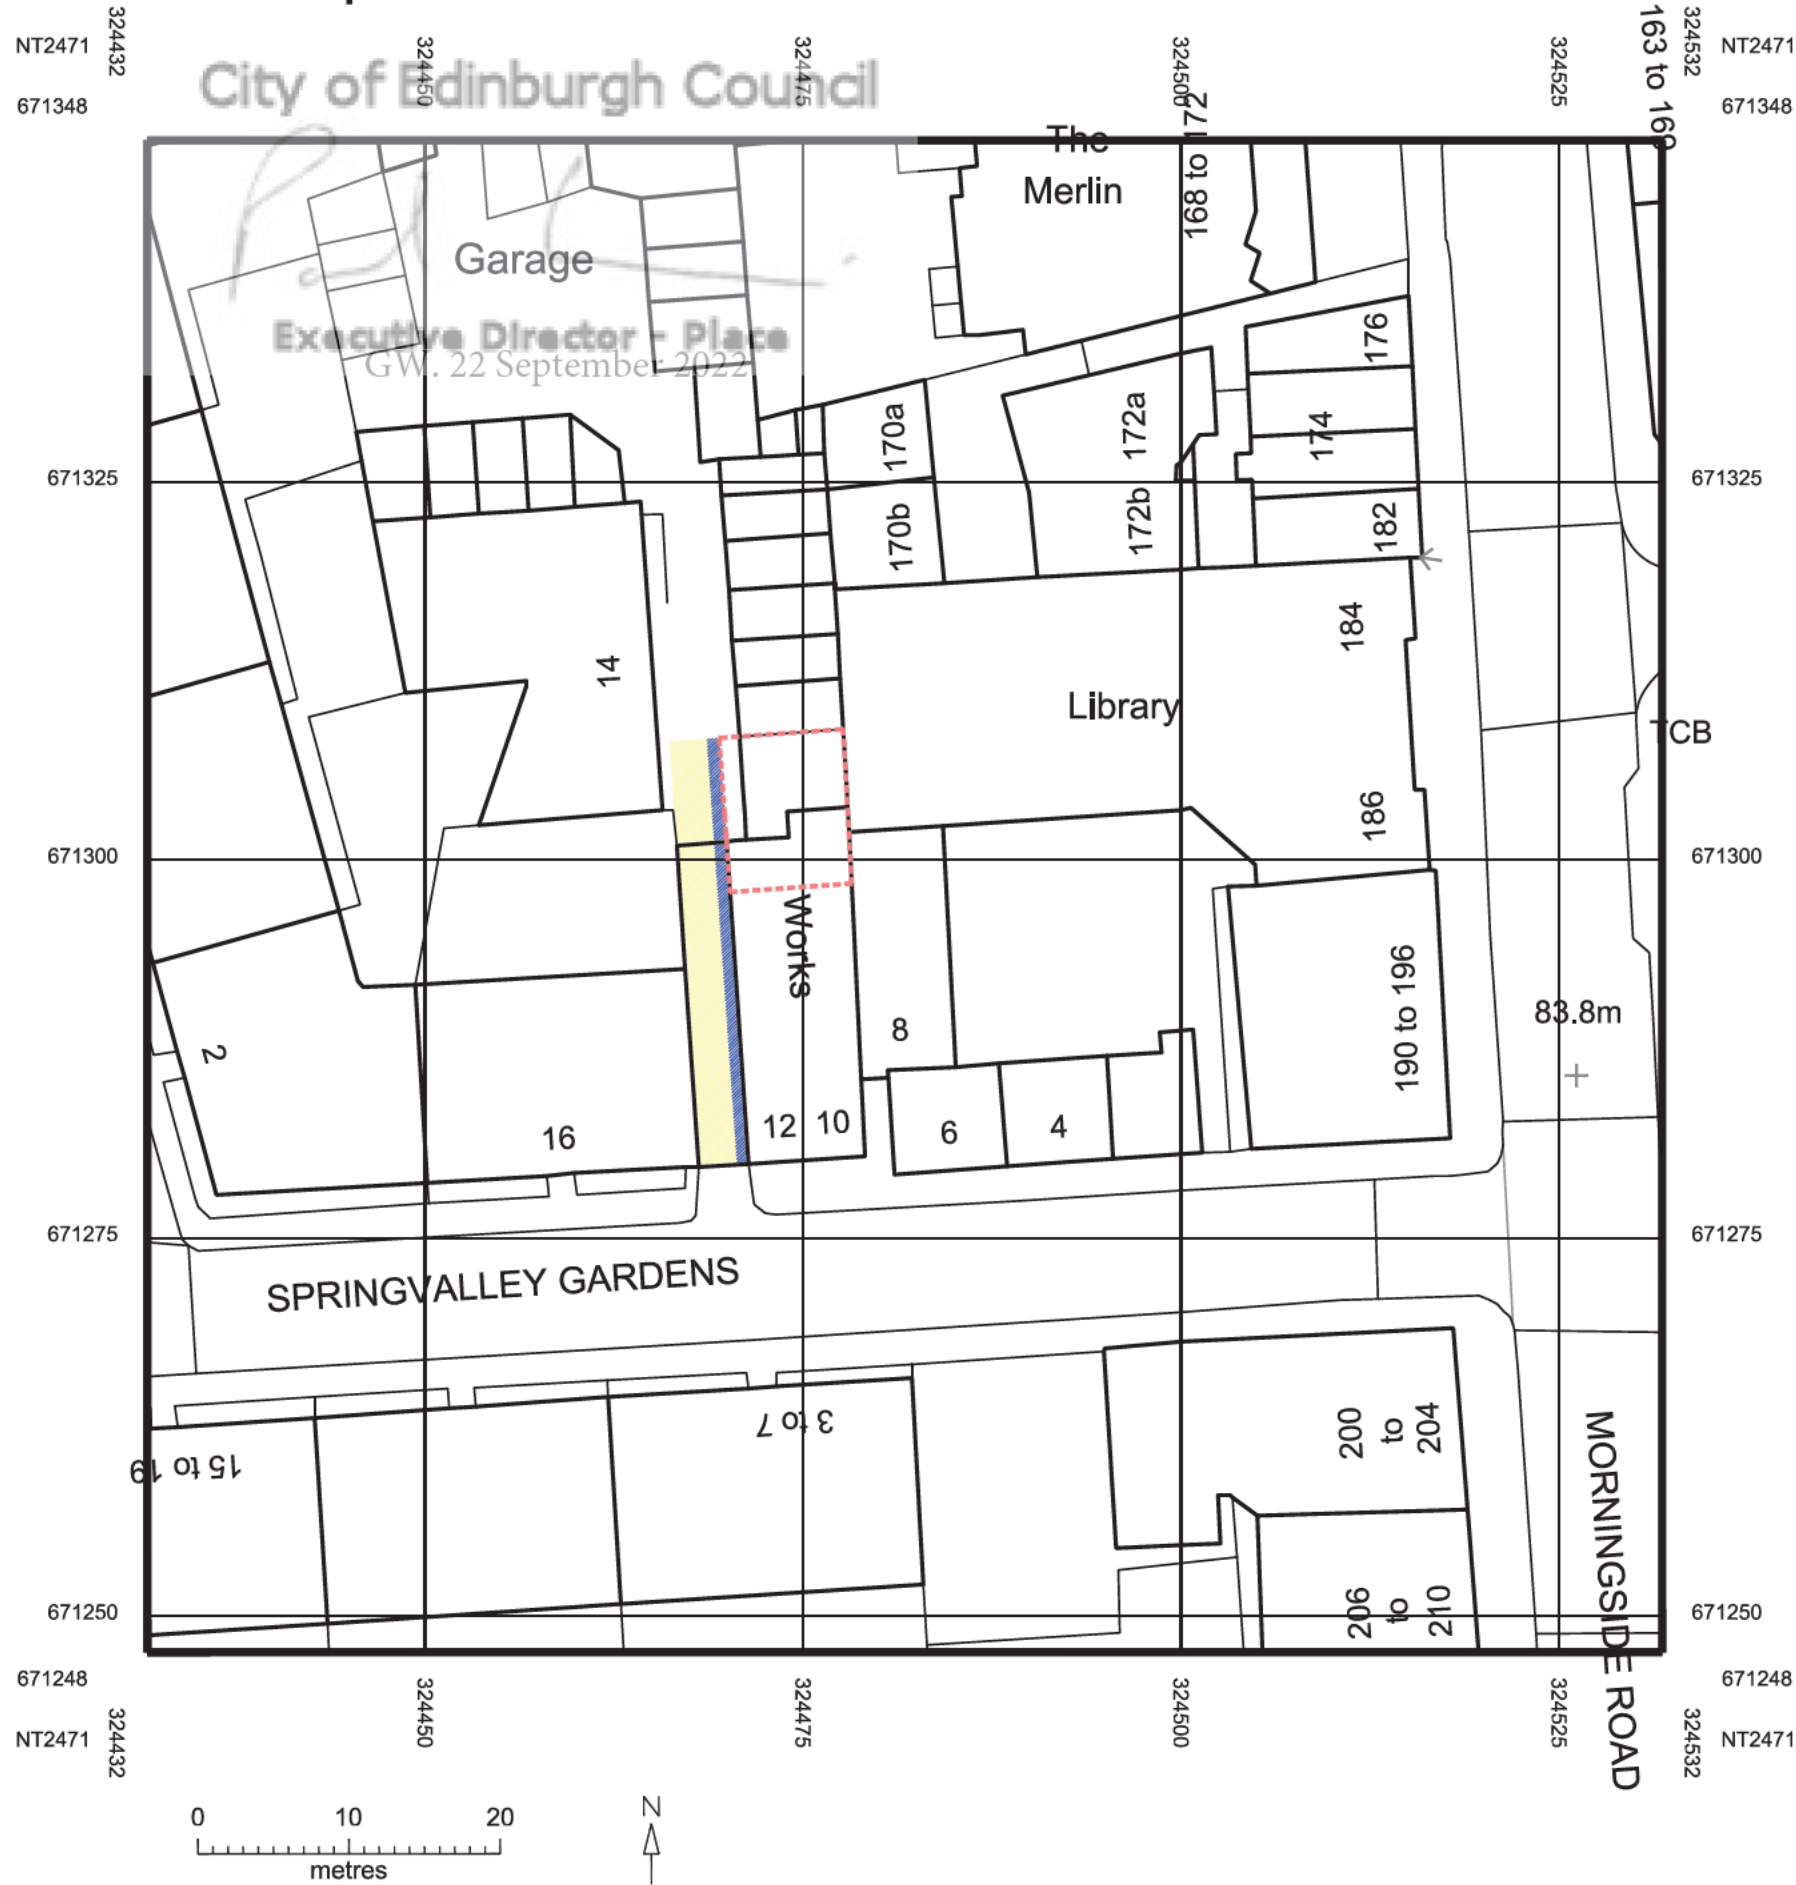 324432
324450
324475
324500
324525
324532
163 to 169
NT2471
NT2471
City of Edinburgh Council
671348
671348
The
Merlin
168 to 172
Garage
Executive Director - Place
GW. 22 September 2022
176
170a
172a
174
671325
671325
170b
172b
182
184
14
Library
TCB
186
671300
671300
Works
190 to 196
83.8m
2
8
16
12
10
6
4
671275
671275
SPRINGVALLEY GARDENS
3 to 7
15 to 19
200
to
204
MORNINGSIDE ROAD
206
to
210
671250
671250
671248
671248
NT2471
NT2471
324432
324450
324475
324500
324525
324532
0 10 20
metres
N